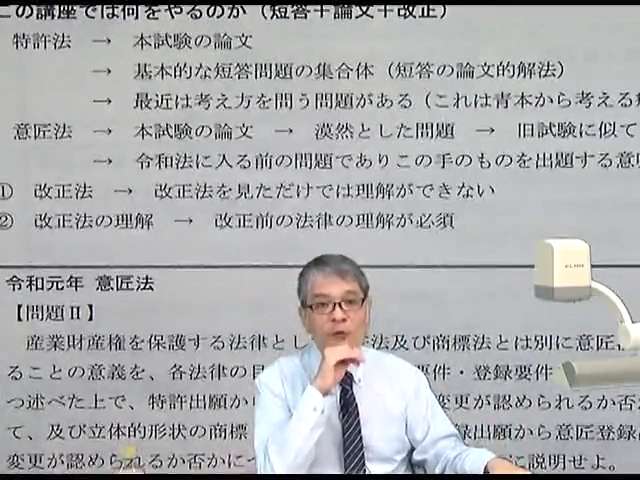 この講座では何をやるのか（短答＋論文＋改正）
特許法 → 本試験の論文
→ 基本的な短答問題の集合体（短答の論文的解法）
→ 最近は考え方を問う問題がある（これは青本から考える
意匠法 → 本試験の論文 → 漠然とした問題 → 旧試験に似て
→ 令和法に入る前の問題でありこの手のものを出題する意
① 改正法 → 改正法を見ただけでは理解ができない
② 改正法の理解 → 改正前の法律の理解が必須
令和元年 意匠法
【問題Ⅱ】
産業財産権を保護する法律とし 法及び商標法とは別に意匠
ることの意義を、各法律の目 要件・登録要件
つ述べた上で、特許出願か 変更が認められるか否か
て、及び立体的形状の商標 録出願から意匠登録
変更が認められるか否かに に説明せよ。